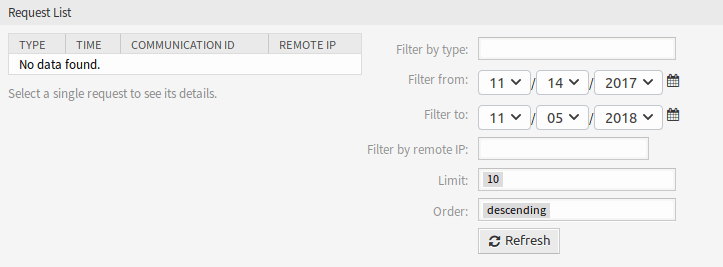 Request List
TYPE TIME COMMUNICATION ID REMOTE IP
No data found.
Select a single request to see its details.
Filter by type:
Filter from: 11 / 14 / 2017
Filter to: 11 / 05 / 2018
Filter by remote IP:
Limit: 10
Order: descending
Refresh